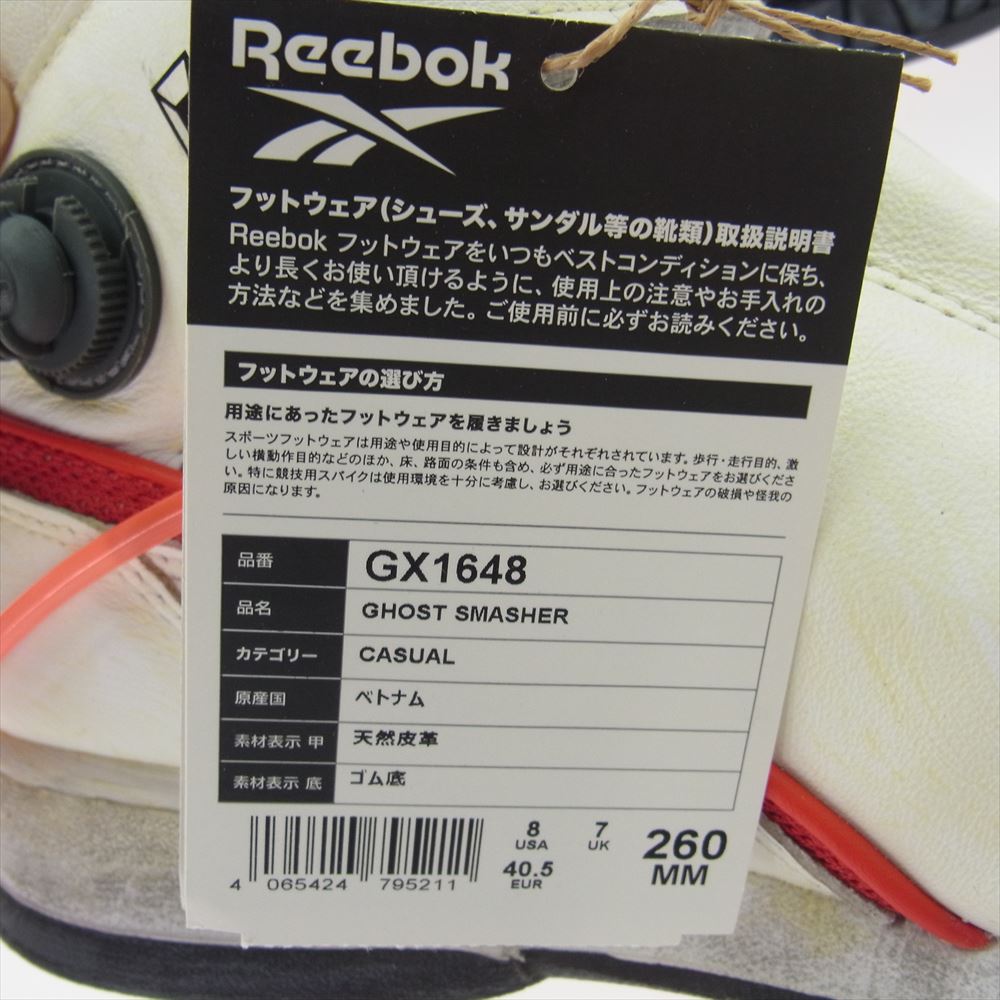 Reebok
フットウェア(シューズ、サンダル等の靴類)取扱説明書
Reebok フットウェアをいつもベストコンディションに保ち、
より長くお使い頂けるように、使用上の注意やお手入れの
方法などを集めました。ご使用前に必ずお読みください。
フットウェアの選び方
用途にあったフットウェアを履きましょう
スポーツフットウェアは用途や使用目的によって設計がそれぞれされています。歩行・走行目的、激
しい横動作目的などのほか、床、路面の条件も含め、必ず用途に合ったフットウェアをお選びくださ
い。特に競技用スパイクは使用環境を十分に考慮し、お選びください。フットウェアの破損や怪我の
原因になります。
品番 GX1648
品名 GHOST SMASHER
カテゴリー CASUAL
原産国 ベトナム
素材表示 甲 天然皮革
素材表示 底 ゴム底
8 7 260
USA UK MM
40.5
EUR
4 065424 795211